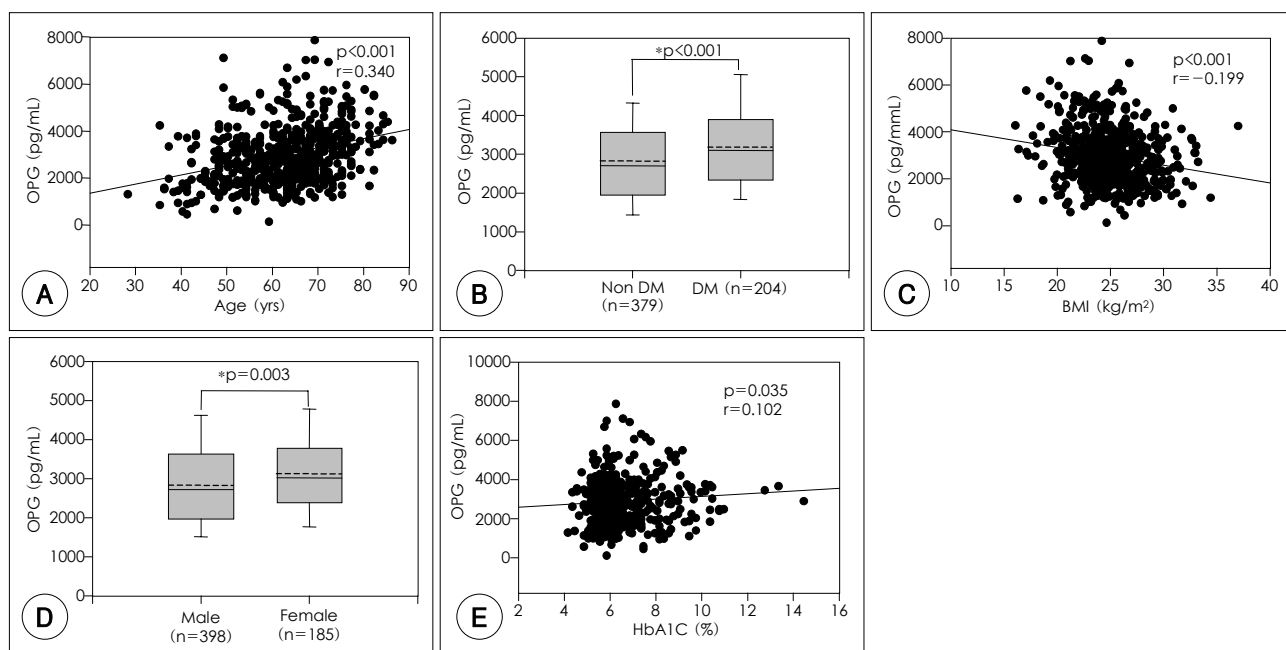 8000
6000
4000
2000
0
OPG (pg/mL)
p<0.001
r=0.340
20 30 40 50 60 70 80 90
Age (yrs)
A
6000
5000
4000
3000
2000
1000
0
OPG (pg/mL)
*p<0.001
Non DM
(n=379)
DM (n=204)
B
8000
6000
4000
2000
0
OPG (pg/mmL)
p<0.001
r=−0.199
10 15 20 25 30 35 40
BMI (kg/m²)
C
6000
5000
4000
3000
2000
1000
0
OPG (pg/mL)
*p=0.003
Male
(n=398)
Female
(n=185)
D
10000
8000
6000
4000
2000
0
OPG (pg/mL)
p=0.035
r=0.102
2 4 6 8 10 12 14 16
HbA1C (%)
E